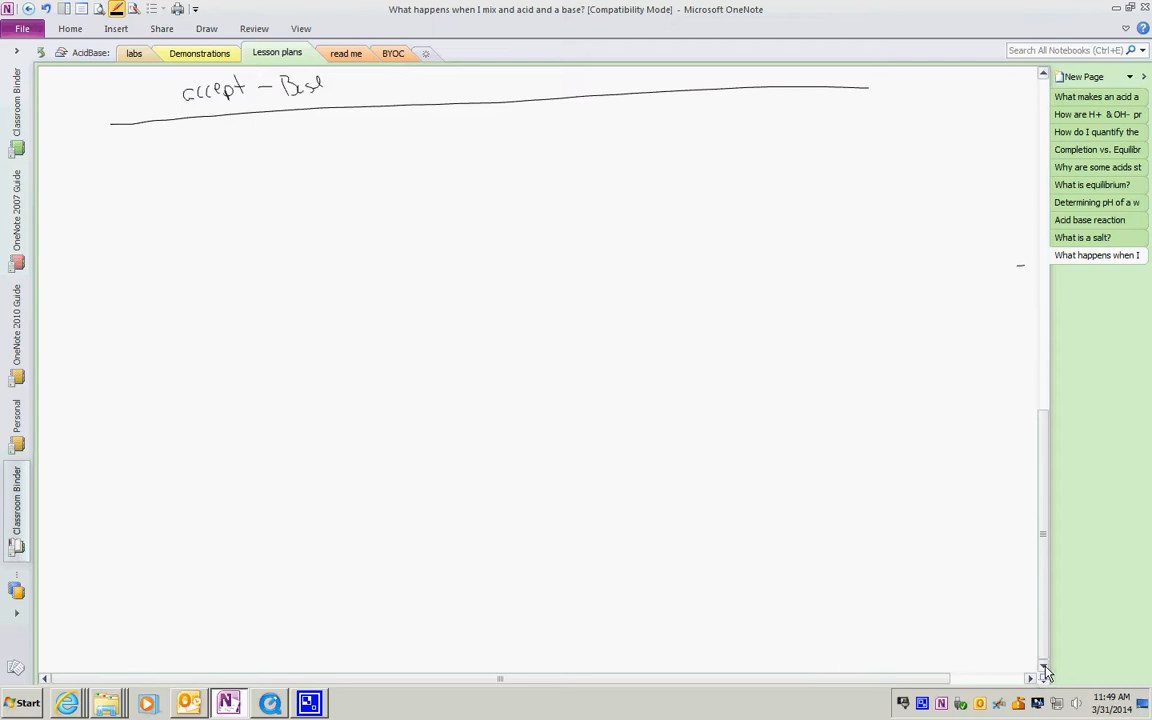 What happens when I mix and acid and a base? [Compatibility Mode] - Microsoft OneNote
File Home Insert Share Draw Review View
AcidBase: labs Demonstrations Lesson plans read me BYOC
Search All Notebooks (Ctrl+E)
New Page
What makes an acid a
How are H+ & OH- pr
How do I quantify the
Completion vs. Equilibr
Why are some acids st
What is equilibrium?
Determining pH of a w
Acid base reaction
What is a salt?
What happens when I
Classroom Binder
OneNote 2007 Guide
OneNote 2010 Guide
Personal
Classroom Binder
accept - Base
Start
11:49 AM
3/31/2014